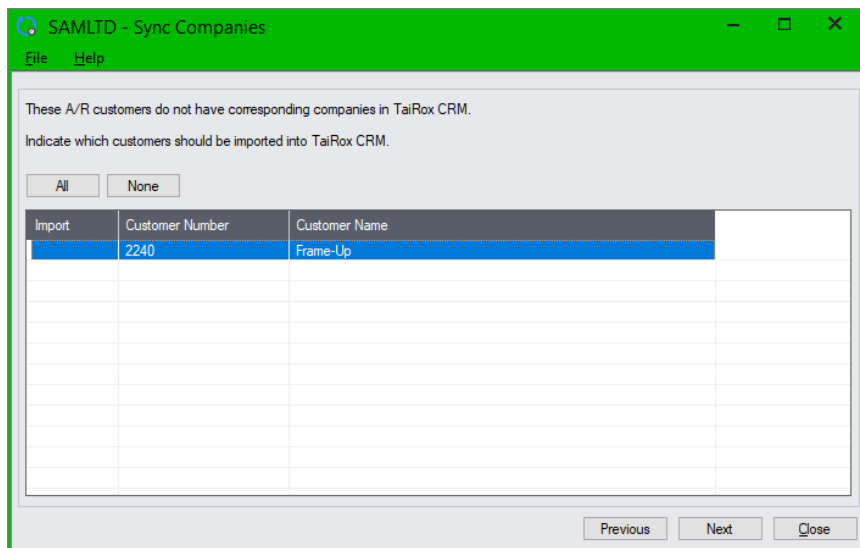 SAMLTD - Sync Companies
File Help
These A/R customers do not have corresponding companies in TaiRox CRM.
Indicate which customers should be imported into TaiRox CRM.
All None
Import Customer Number Customer Name
2240 Frame-Up
Previous Next Close